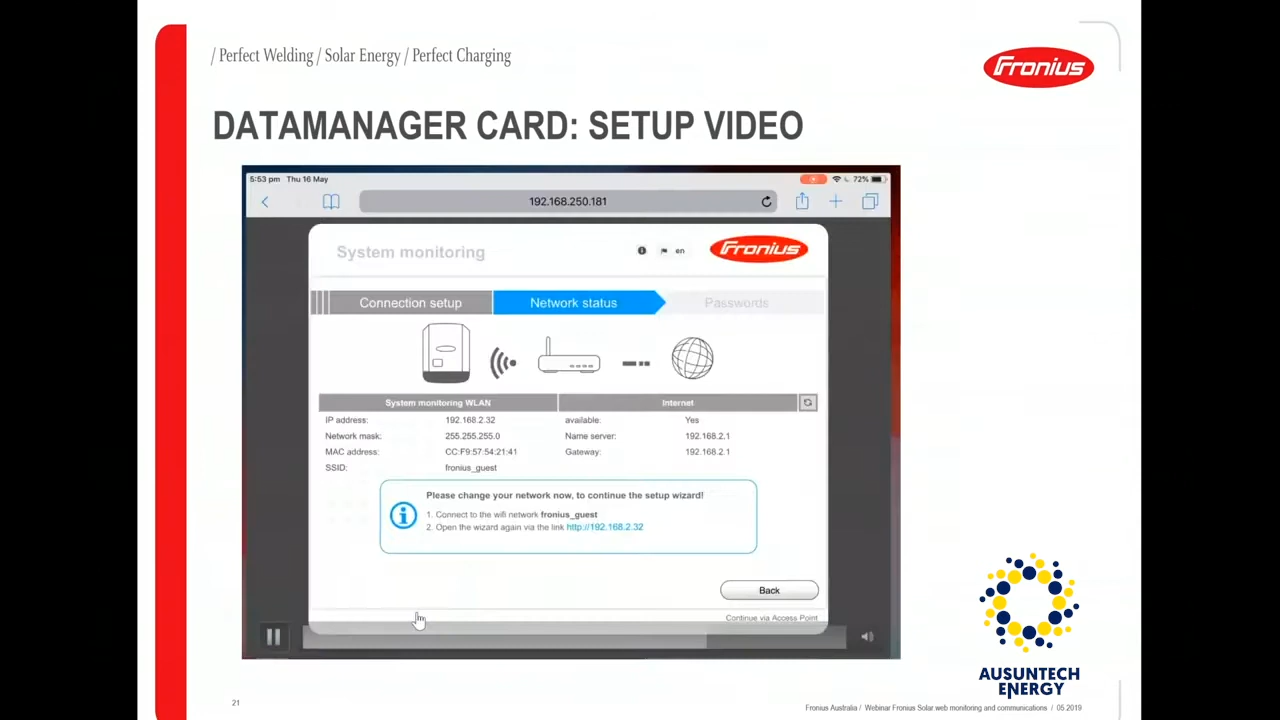 / Perfect Welding / Solar Energy / Perfect Charging
Fronius
DATAMANAGER CARD: SETUP VIDEO
5:53 pm Thu 16 May
72%
192.168.250.181
System monitoring
en
Fronius
Connection setup
Network status
Passwords
System monitoring WLAN
Internet
IP address: 192.168.2.32
available: Yes
Network mask: 255.255.255.0
Name server: 192.168.2.1
MAC address: CC:F9:57:54:21:41
Gateway: 192.168.2.1
SSID: fronius_guest
Please change your network now, to continue the setup wizard!
1. Connect to the wifi network fronius_guest
2. Open the wizard again via the link http://192.168.2.32
Back
Continue via Access Point
AUSUNTECH
ENERGY
21
Fronius Australia / Webinar Fronius Solar web monitoring and communications / 05.2019